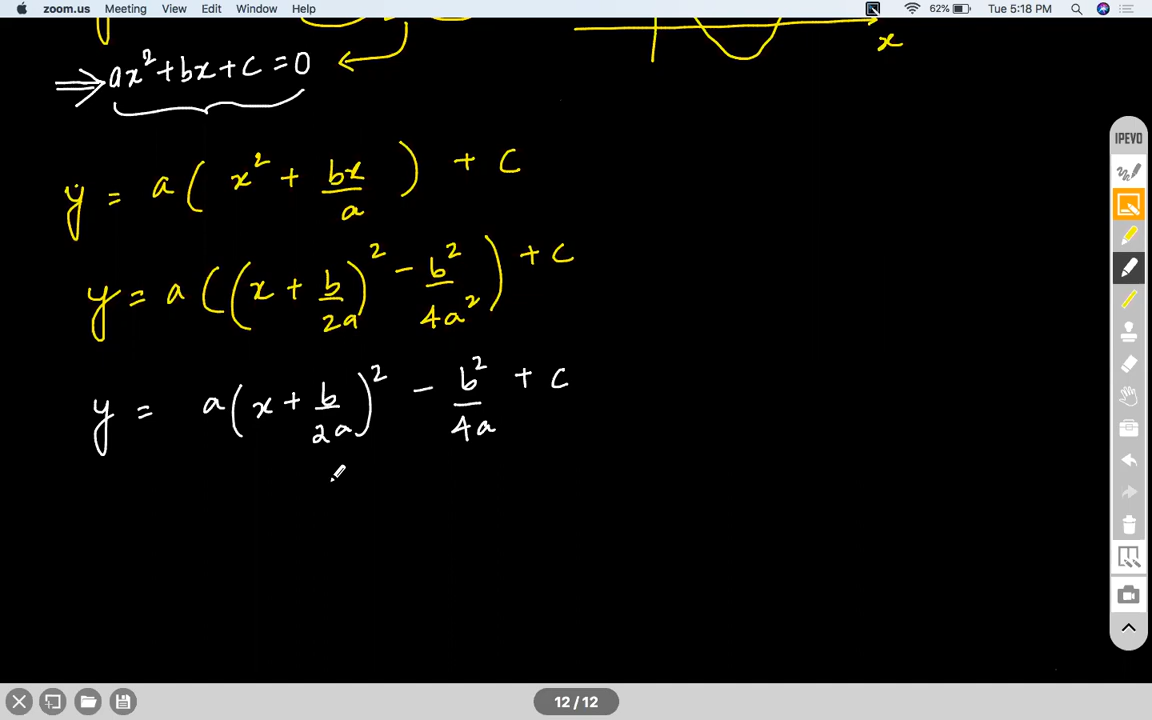 zoom.us Meeting View Edit Window Help 62% Tue 5:18 PM
y
x
⇒ ax² + bx + c = 0
y = a( x² + bx/a ) + c
y = a((x + b/2a)² - b²/4a²) + c
y = a(x + b/2a)² - b²/4a + c
IPEVO
12 / 12